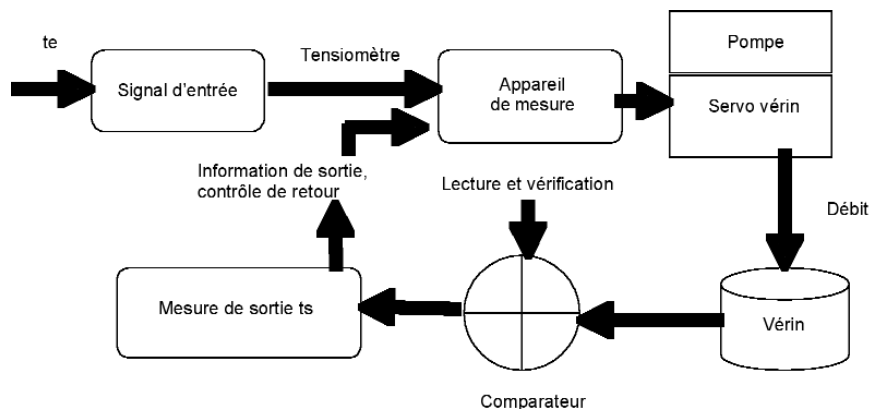 te
Signal d'entrée
Tensiomètre
Appareil
de mesure
Pompe
Servo vérin
Information de sortie,
contrôle de retour
Lecture et vérification
Débit
Mesure de sortie ts
Vérin
Comparateur